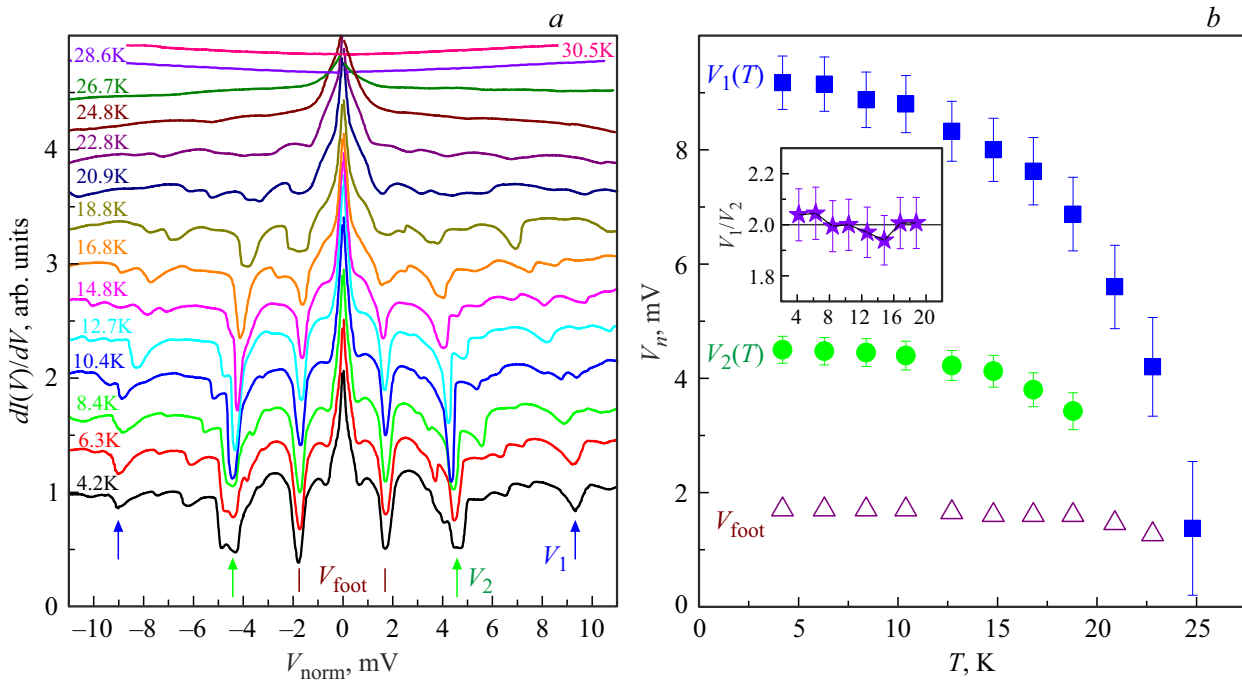 a
b
30.5K
28.6K
26.7K
24.8K
22.8K
20.9K
18.8K
16.8K
14.8K
12.7K
10.4K
8.4K
6.3K
4.2K
4
3
2
1
0
dI(V)/dV, arb. units
V1
Vfoot
V2
–10 –8 –6 –4 –2 0 2 4 6 8 10
Vnorm, mV
V1(T)
V2(T)
Vfoot
8
6
4
2
0
Vn, mV
2.2
2.0
1.8
V1/V2
4 8 12 16 20
0 5 10 15 20 25
T, K